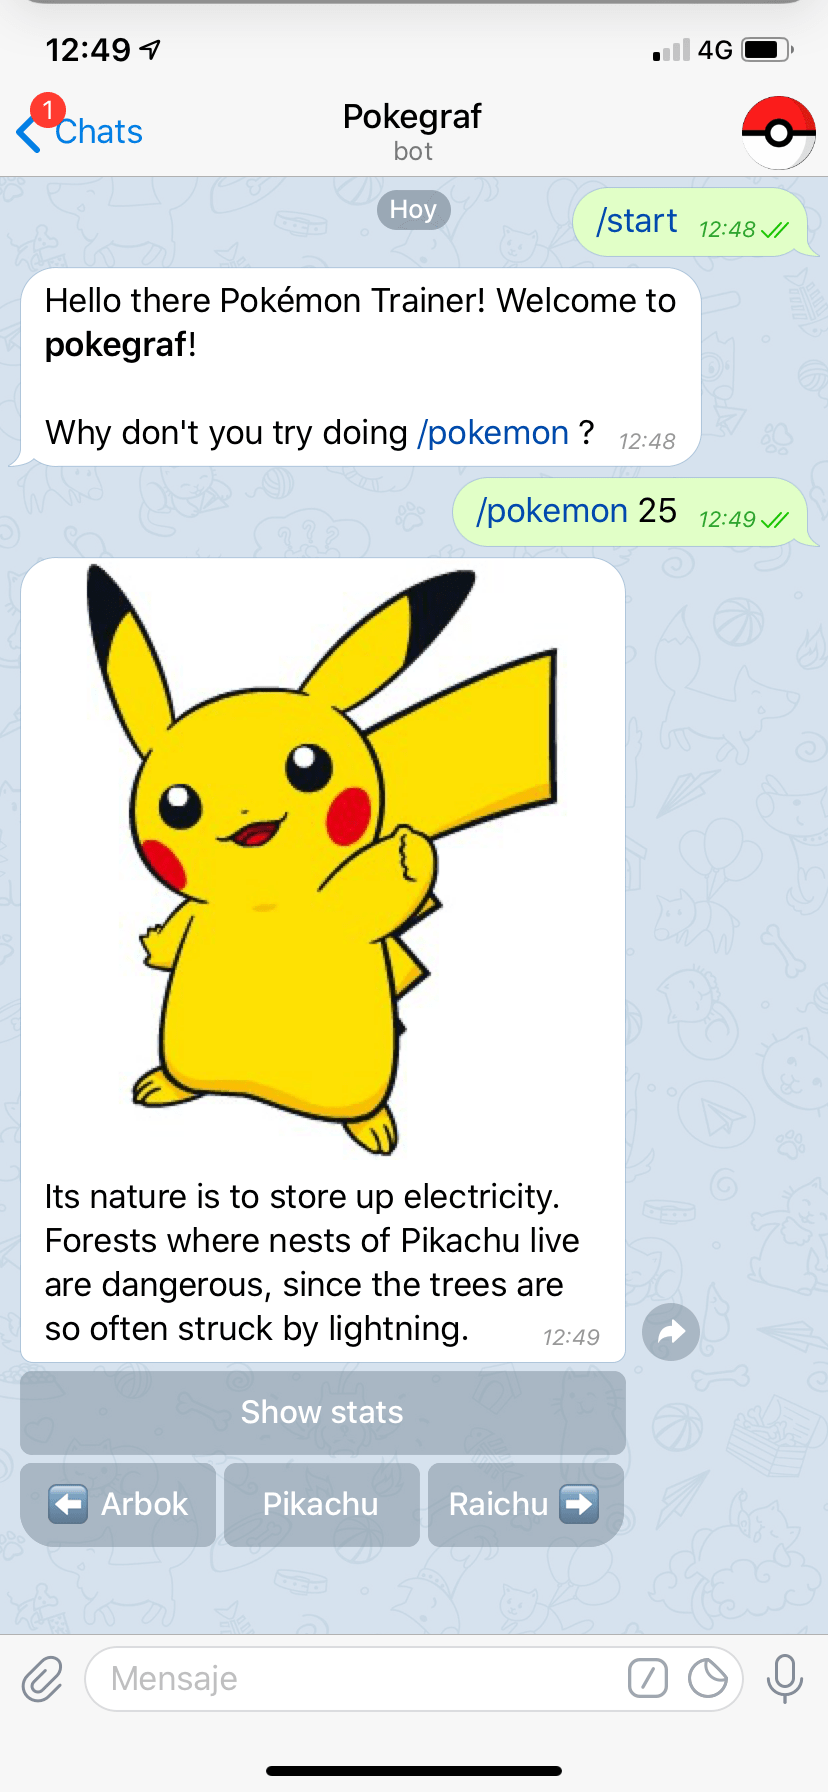 12:49
4G
1
Chats
Pokegraf
bot
Hoy
/start 12:48
Hello there Pokémon Trainer! Welcome to
pokegraf!
Why don't you try doing /pokemon ? 12:48
/pokemon 25 12:49
Its nature is to store up electricity.
Forests where nests of Pikachu live
are dangerous, since the trees are
so often struck by lightning. 12:49
Show stats
⬅️ Arbok
Pikachu
Raichu ➡️
Mensaje